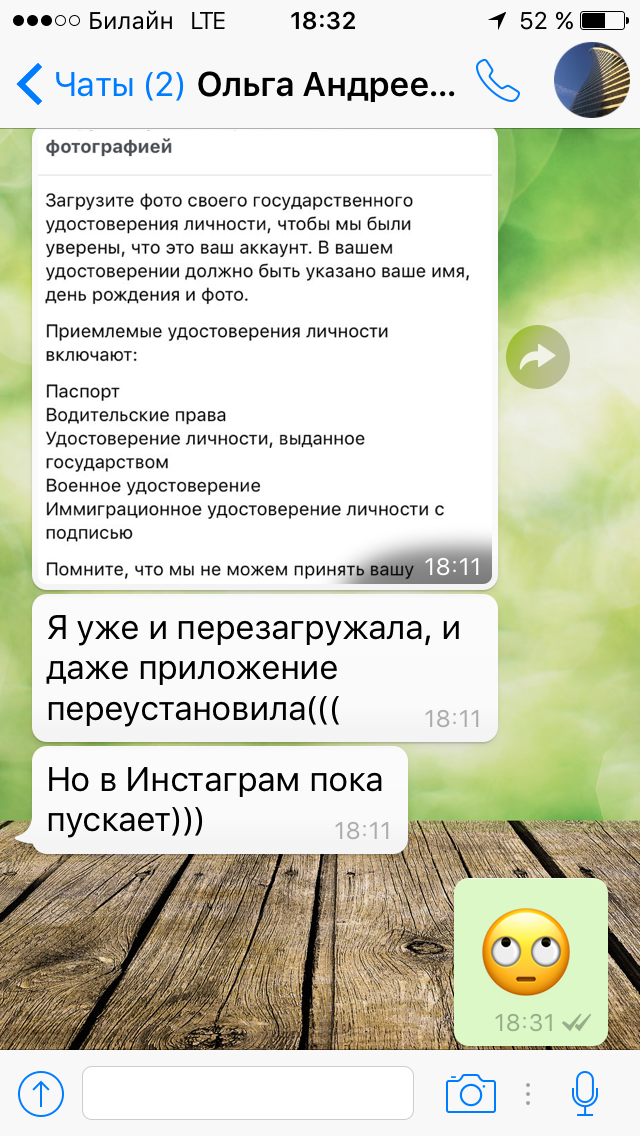 Билайн LTE 18:32 52 %
Чаты (2) Ольга Андрее...
фотографией
Загрузите фото своего государственного
удостоверения личности, чтобы мы были
уверены, что это ваш аккаунт. В вашем
удостоверении должно быть указано ваше имя,
день рождения и фото.
Приемлемые удостоверения личности
включают:
Паспорт
Водительские права
Удостоверение личности, выданное
государством
Военное удостоверение
Иммиграционное удостоверение личности с
подписью
Помните, что мы не можем принять вашу 18:11
Я уже и перезагружала, и
даже приложение
переустановила(((
18:11
Но в Инстаграм пока
пускает)))
18:11
18:31